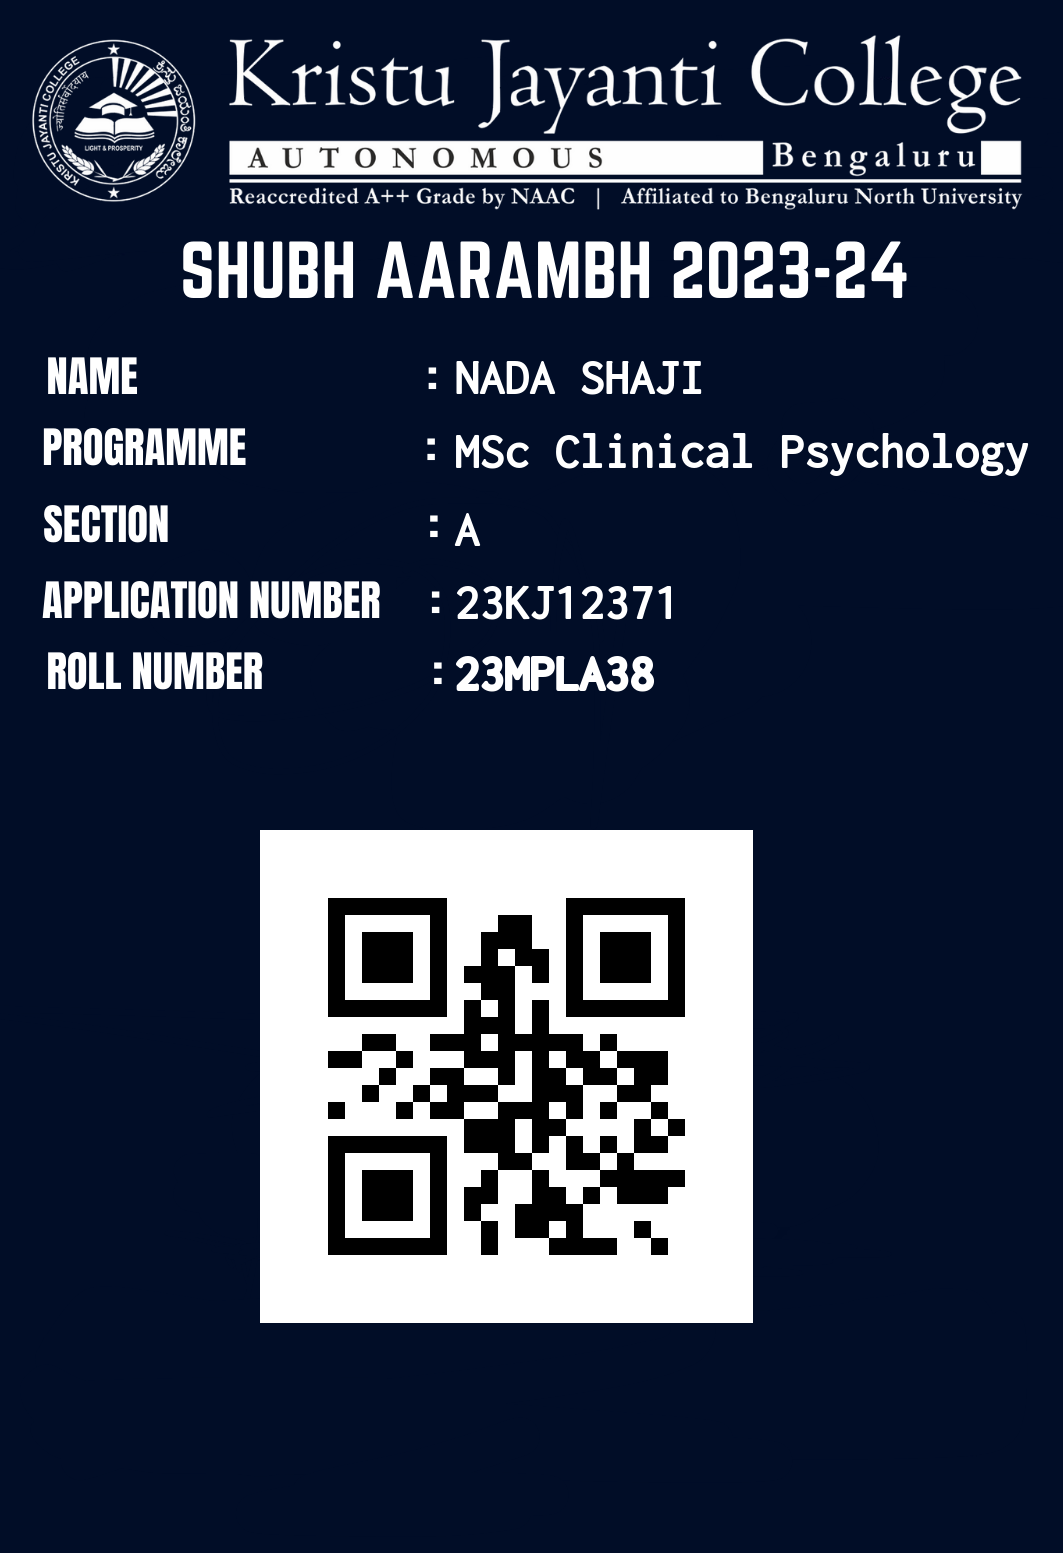 KRISTU JAYANTI COLLEGE
ಕ್ರಿಸ್ತು ಜಯಂತಿ ಕಾಲೇಜು
LIGHT & PROSPERITY
Kristu Jayanti College
AUTONOMOUS Bengaluru
Reaccredited A++ Grade by NAAC | Affiliated to Bengaluru North University
SHUBH AARAMBH 2023-24
NAME : NADA SHAJI
PROGRAMME : MSc Clinical Psychology
SECTION : A
APPLICATION NUMBER : 23KJ12371
ROLL NUMBER : 23MPLA38